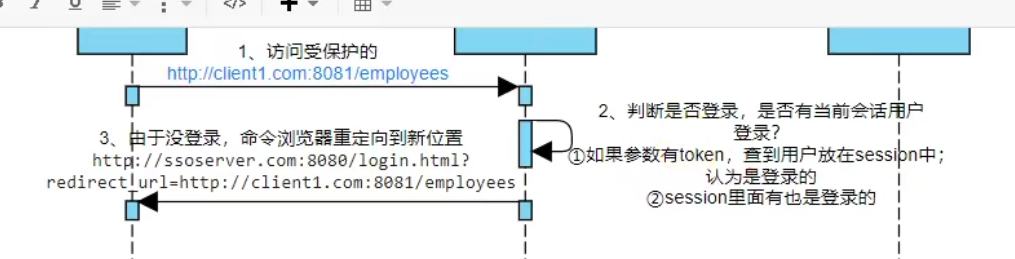 1、访问受保护的
http://client1.com:8081/employees
2、判断是否登录，是否有当前会话用户
登录?
①如果参数有token，查到用户放在session中；
认为是登录的
②session里面有也是登录的
3、由于没登录，命令浏览器重定向到新位置
http://ssoserver.com:8080/login.html?
redirect_url=http://client1.com:8081/employees